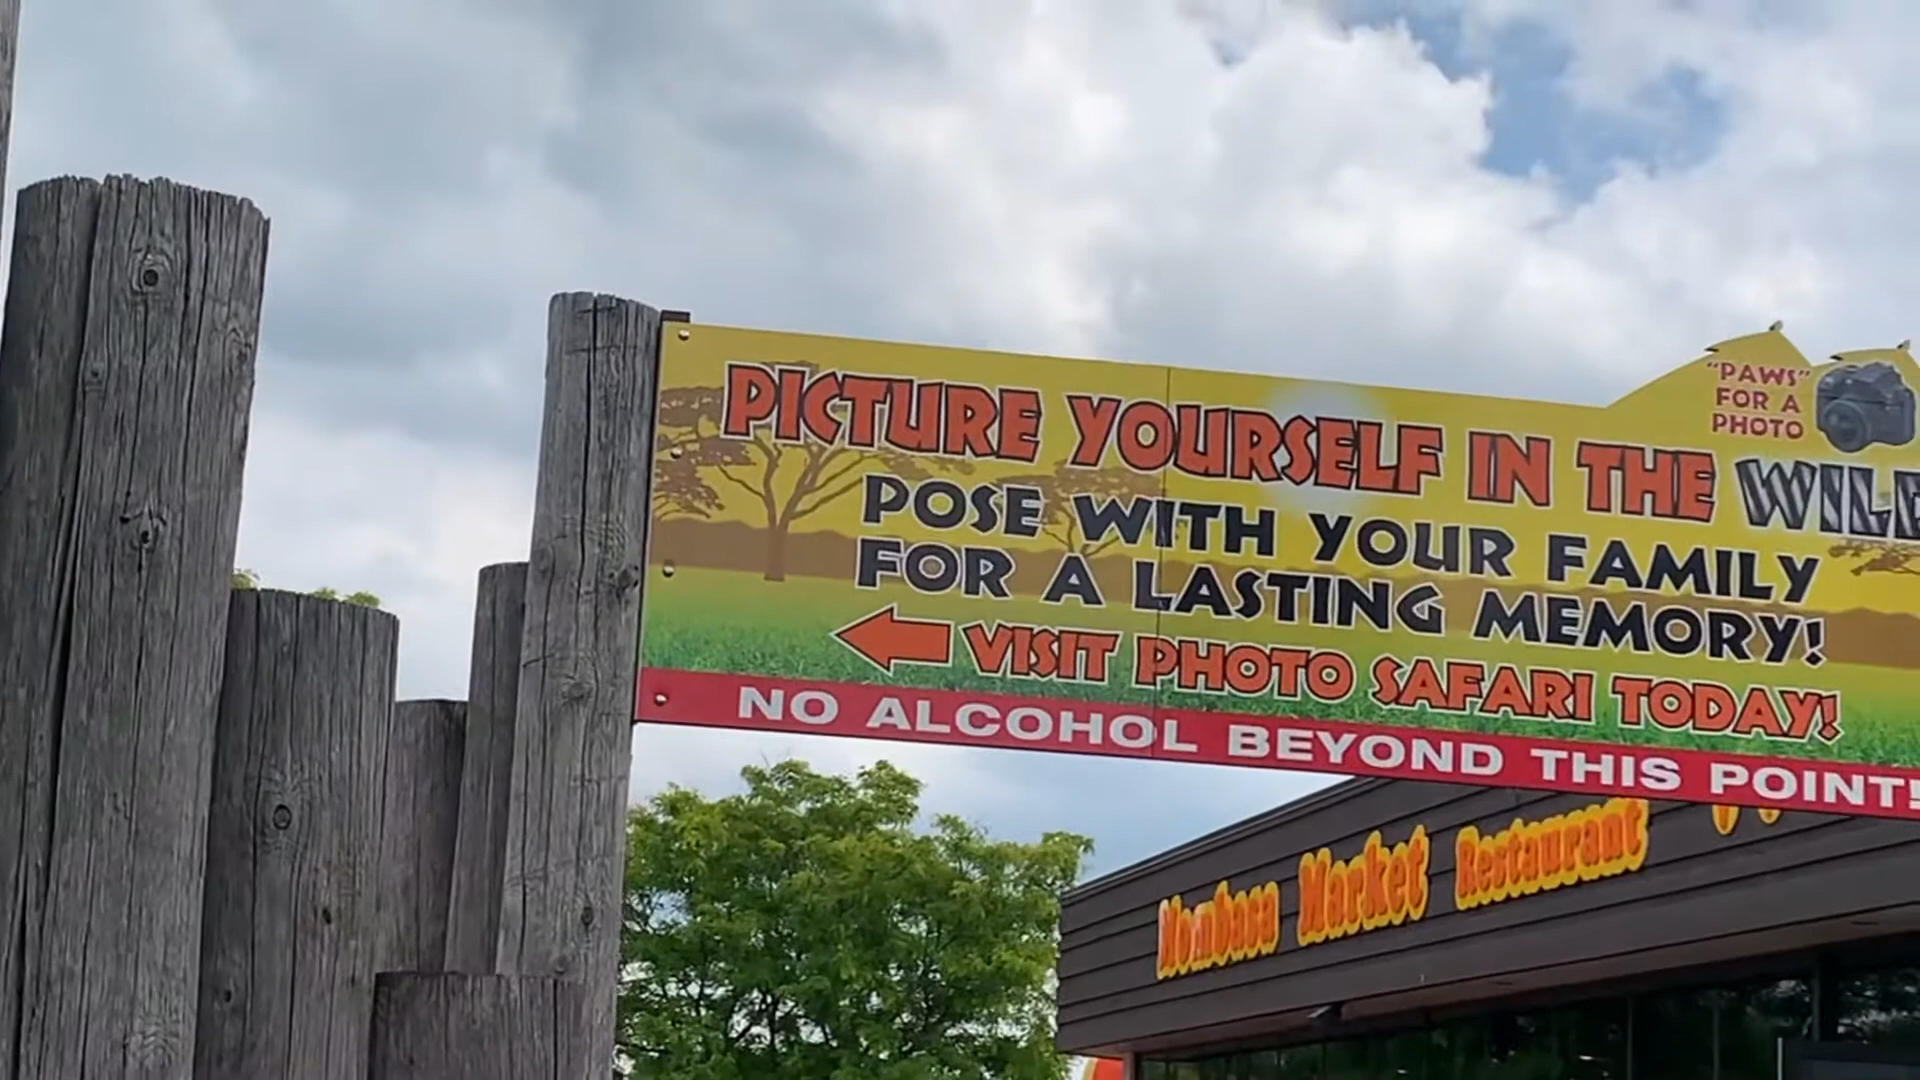 "PAWS"
FOR A
PHOTO
PICTURE YOURSELF IN THE WILD
POSE WITH YOUR FAMILY
FOR A LASTING MEMORY!
VISIT PHOTO SAFARI TODAY!
NO ALCOHOL BEYOND THIS POINT!
Mombasa Market Restaurant